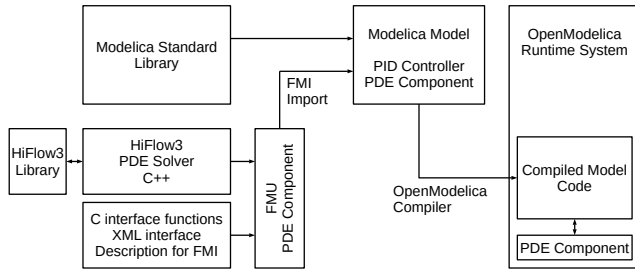 Modelica Standard
Library
Modelica Model
PID Controller
PDE Component
OpenModelica
Runtime System
FMI
Import
HiFlow3
Library
HiFlow3
PDE Solver
C++
FMU
PDE Component
C interface functions
XML interface
Description for FMI
OpenModelica
Compiler
Compiled Model
Code
PDE Component